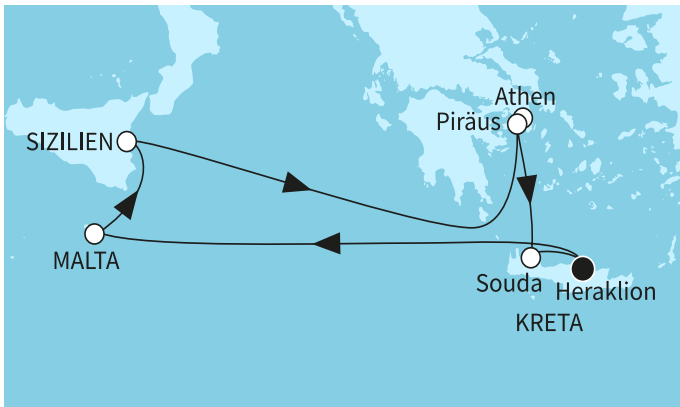 Athen
Piräus
SIZILIEN
MALTA
Souda
Heraklion
KRETA